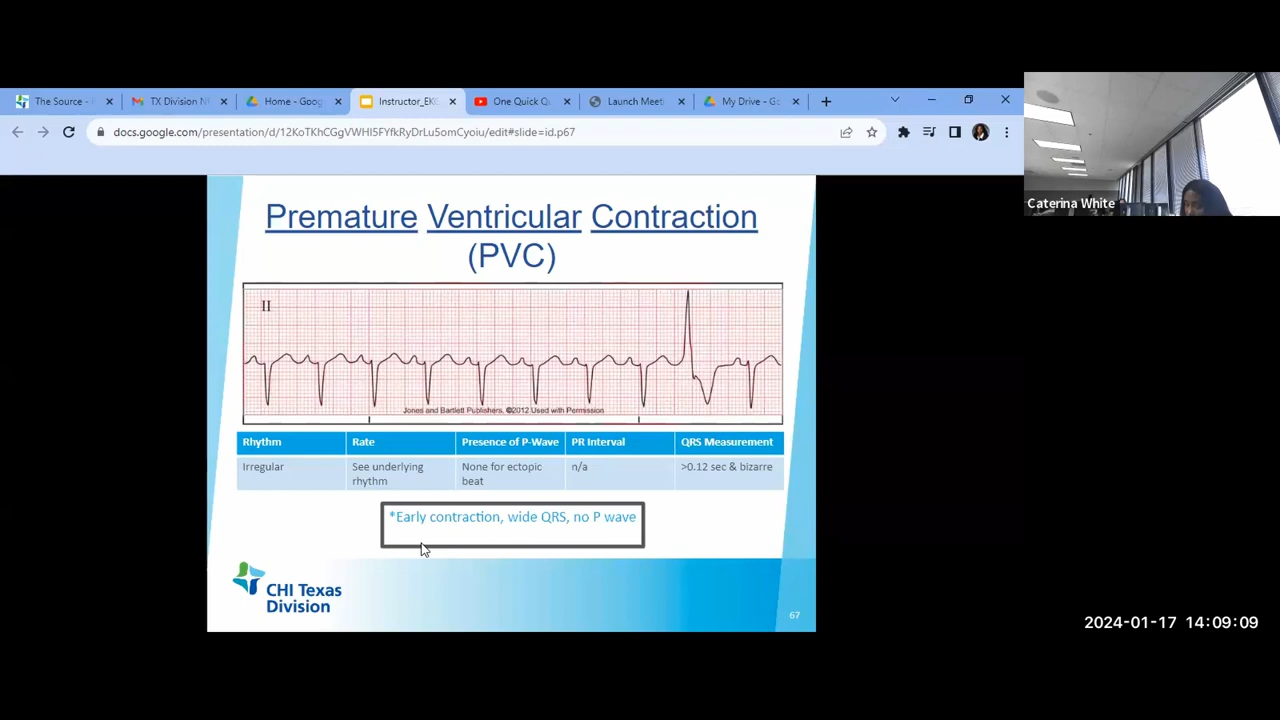 The Source -
TX Division N
Home - Goog
Instructor_EK
One Quick Q
Launch Meeti
My Drive - Go
docs.google.com/presentation/d/12KoTKhCGgVWHI5FYfkRyDrLu5omCyoiu/edit#slide=id.p67
Caterina White
Premature Ventricular Contraction
(PVC)
II
Jones and Bartlett Publishers. ©2012 Used with Permission
Rhythm Rate Presence of P-Wave PR Interval QRS Measurement
Irregular See underlying None for ectopic n/a >0.12 sec & bizarre
rhythm beat
*Early contraction, wide QRS, no P wave
CHI Texas
Division
67
2024-01-17 14:09:09